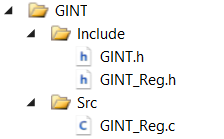 GINT
Include
GINT.h
GINT_Reg.h
Src
GINT_Reg.c